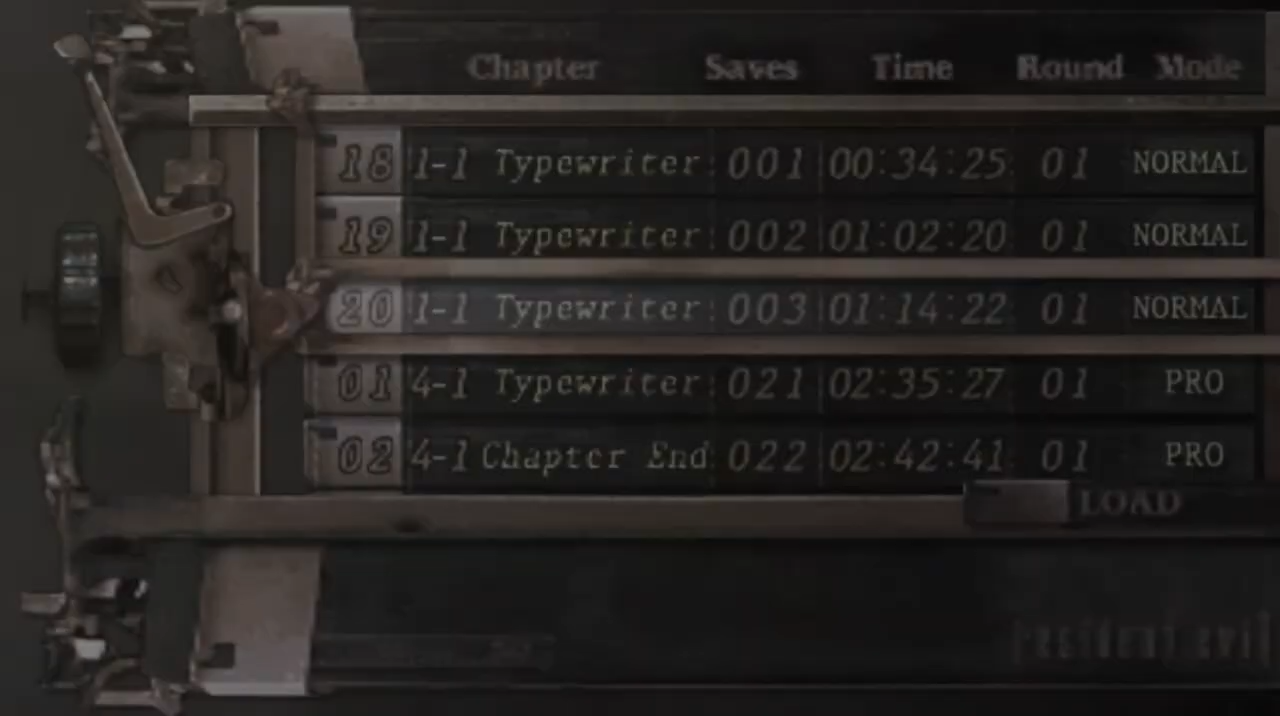 Chapter Saves Time Round Mode
18 1-1 Typewriter 001 00:34:25 01 NORMAL
19 1-1 Typewriter 002 01:02:20 01 NORMAL
20 1-1 Typewriter 003 01:14:22 01 NORMAL
01 4-1 Typewriter 021 02:35:27 01 PRO
02 4-1 Chapter End 022 02:42:41 01 PRO
LOAD
resident evil